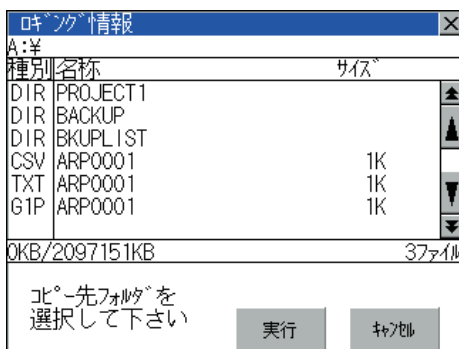 ﾛｷﾞﾝｸﾞ情報
A:¥
種別 名称 ｻｲｽﾞ
DIR PROJECT1
DIR BACKUP
DIR BKUPLIST
CSV ARP0001 1K
TXT ARP0001 1K
G1P ARP0001 1K
0KB/2097151KB 3ﾌｧｲﾙ
ｺﾋﾟｰ先ﾌｫﾙﾀﾞを
選択して下さい
実行 ｷｬﾝｾﾙ